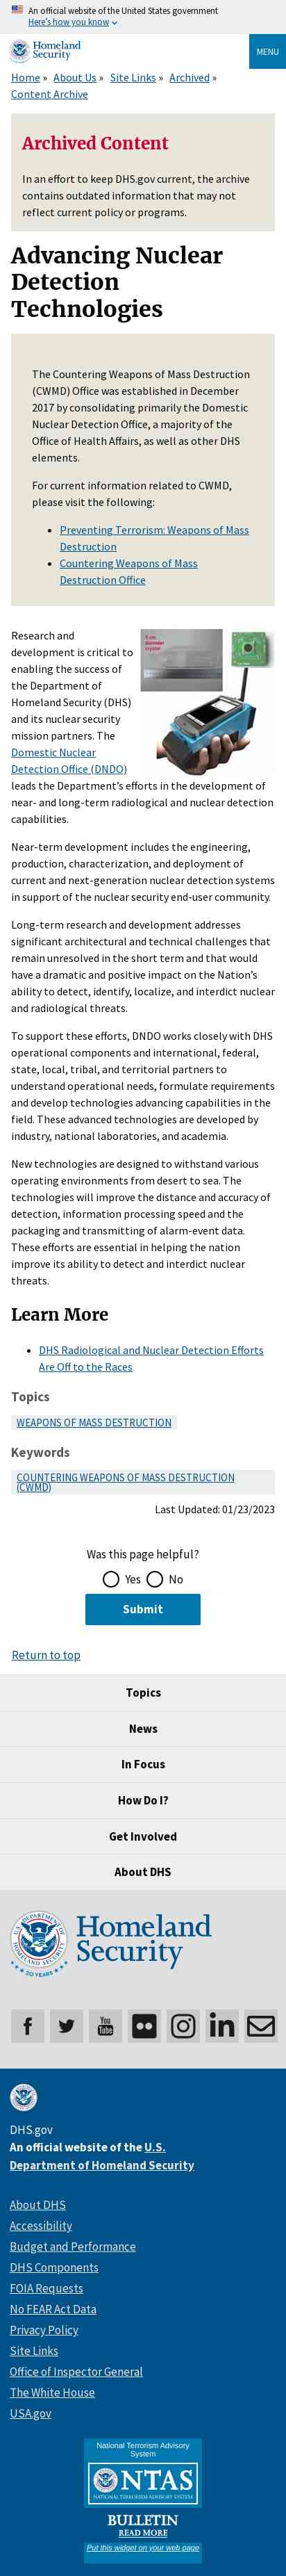 An official website of the United States government
Here's how you know
Homeland
Security
MENU
Home » About Us » Site Links » Archived »
Content Archive
Archived Content
In an effort to keep DHS.gov current, the archive
contains outdated information that may not
reflect current policy or programs.
Advancing Nuclear
Detection
Technologies
The Countering Weapons of Mass Destruction
(CWMD) Office was established in December
2017 by consolidating primarily the Domestic
Nuclear Detection Office, a majority of the
Office of Health Affairs, as well as other DHS
elements.
For current information related to CWMD,
please visit the following:
Preventing Terrorism: Weapons of Mass
Destruction
Countering Weapons of Mass
Destruction Office
Research and
development is critical to
enabling the success of
the Department of
Homeland Security (DHS)
and its nuclear security
mission partners. The
Domestic Nuclear
Detection Office (DNDO)
leads the Department's efforts in the development of
near- and long-term radiological and nuclear detection
capabilities.
Near-term development includes the engineering,
production, characterization, and deployment of
current and next-generation nuclear detection systems
in support of the nuclear security end-user community.
Long-term research and development addresses
significant architectural and technical challenges that
remain unresolved in the short term and that would
have a dramatic and positive impact on the Nation's
ability to detect, identify, localize, and interdict nuclear
and radiological threats.
To support these efforts, DNDO works closely with DHS
operational components and international, federal,
state, local, tribal, and territorial partners to
understand operational needs, formulate requirements
and develop technologies advancing capabilities in the
field. These advanced technologies are developed by
industry, national laboratories, and academia.
New technologies are designed to withstand various
operating environments from desert to sea. The
technologies will improve the distance and accuracy of
detection, information processing speed and the
packaging and transmitting of alarm-event data.
These efforts are essential in helping the nation
improve its ability to detect and interdict nuclear
threats.
Learn More
DHS Radiological and Nuclear Detection Efforts
Are Off to the Races
Topics
WEAPONS OF MASS DESTRUCTION
Keywords
COUNTERING WEAPONS OF MASS DESTRUCTION
(CWMD)
Last Updated: 01/23/2023
Was this page helpful?
Yes No
Submit
Return to top
Topics
News
In Focus
How Do I?
Get Involved
About DHS
Homeland
Security
20 YEARS
You
Tube
DHS.gov
An official website of the U.S.
Department of Homeland Security
About DHS
Accessibility
Budget and Performance
DHS Components
FOIA Requests
No FEAR Act Data
Privacy Policy
Site Links
Office of Inspector General
The White House
USA.gov
National Terrorism Advisory
System
NTAS
NATIONAL TERRORISM ADVISORY SYSTEM
BULLETIN
READ MORE
Put this widget on your web page